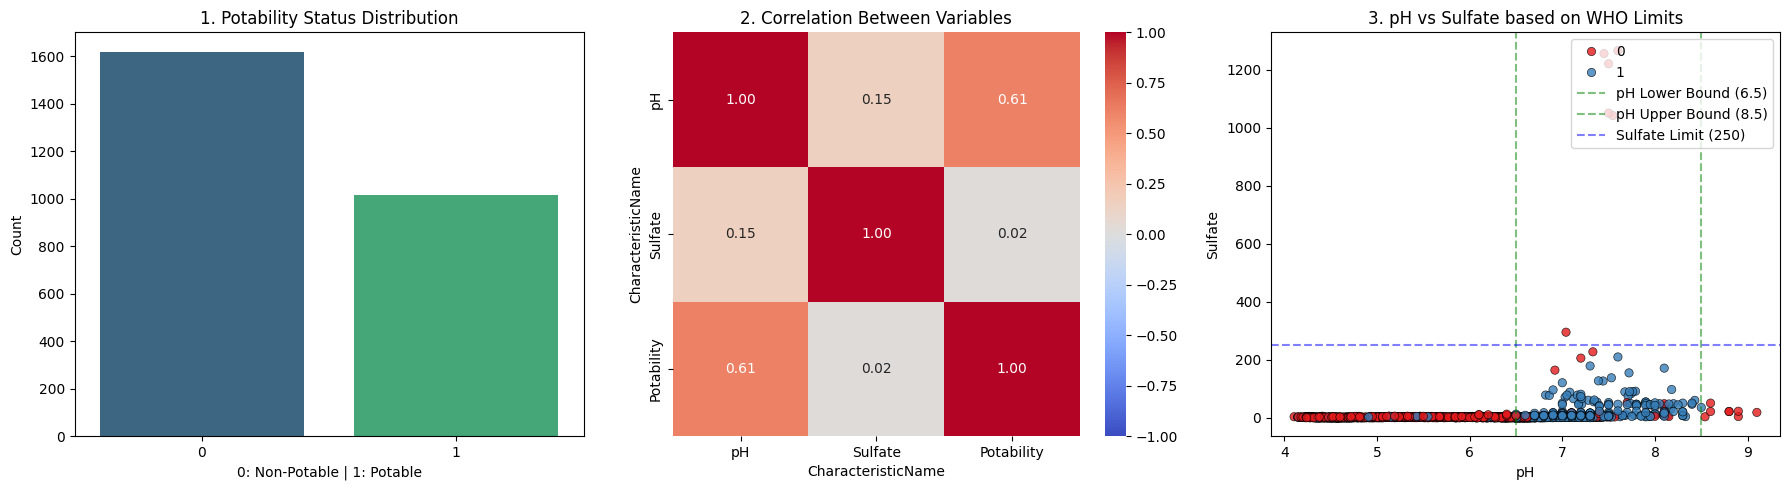 1. Potability Status Distribution
1600
1400
1200
1000
800
600
400
200
0
Count
0
1
0: Non-Potable | 1: Potable
2. Correlation Between Variables
pH
Sulfate
Potability
CharacteristicName
1.00
0.15
0.61
0.15
1.00
0.02
0.61
0.02
1.00
pH
Sulfate
Potability
CharacteristicName
1.00
0.75
0.50
0.25
0.00
−0.25
−0.50
−0.75
−1.00
3. pH vs Sulfate based on WHO Limits
1200
1000
800
600
400
200
0
Sulfate
0
1
pH Lower Bound (6.5)
pH Upper Bound (8.5)
Sulfate Limit (250)
4
5
6
7
8
9
pH